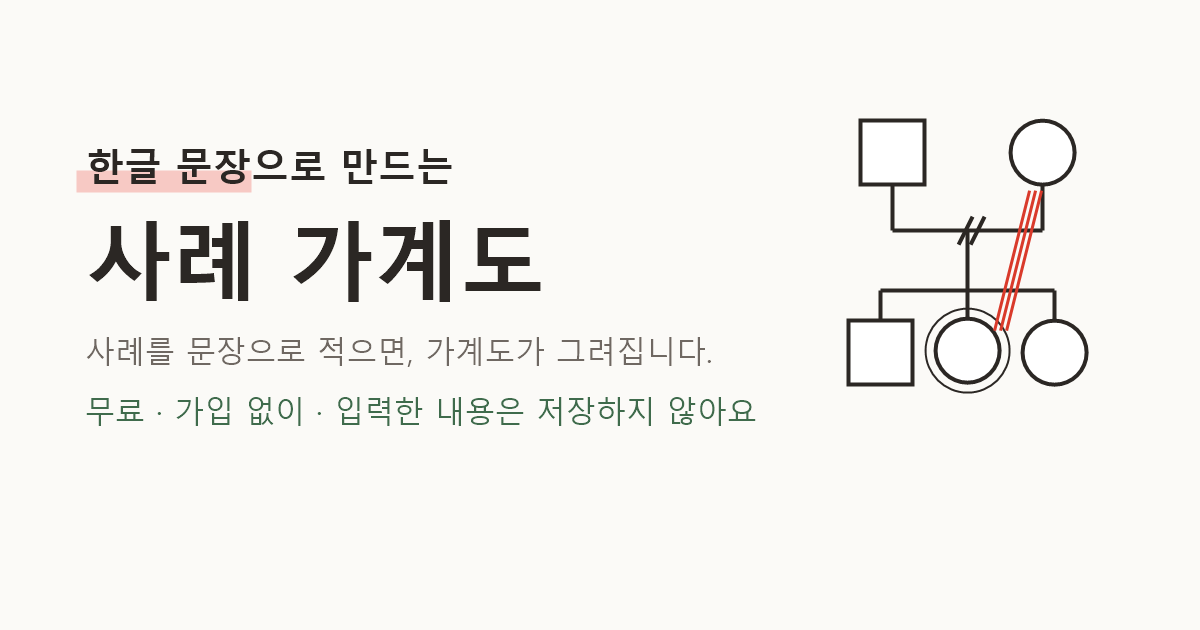 한글 문장으로 만드는
사례 가계도
사례를 문장으로 적으면, 가계도가 그려집니다.
무료 · 가입 없이 · 입력한 내용은 저장하지 않아요